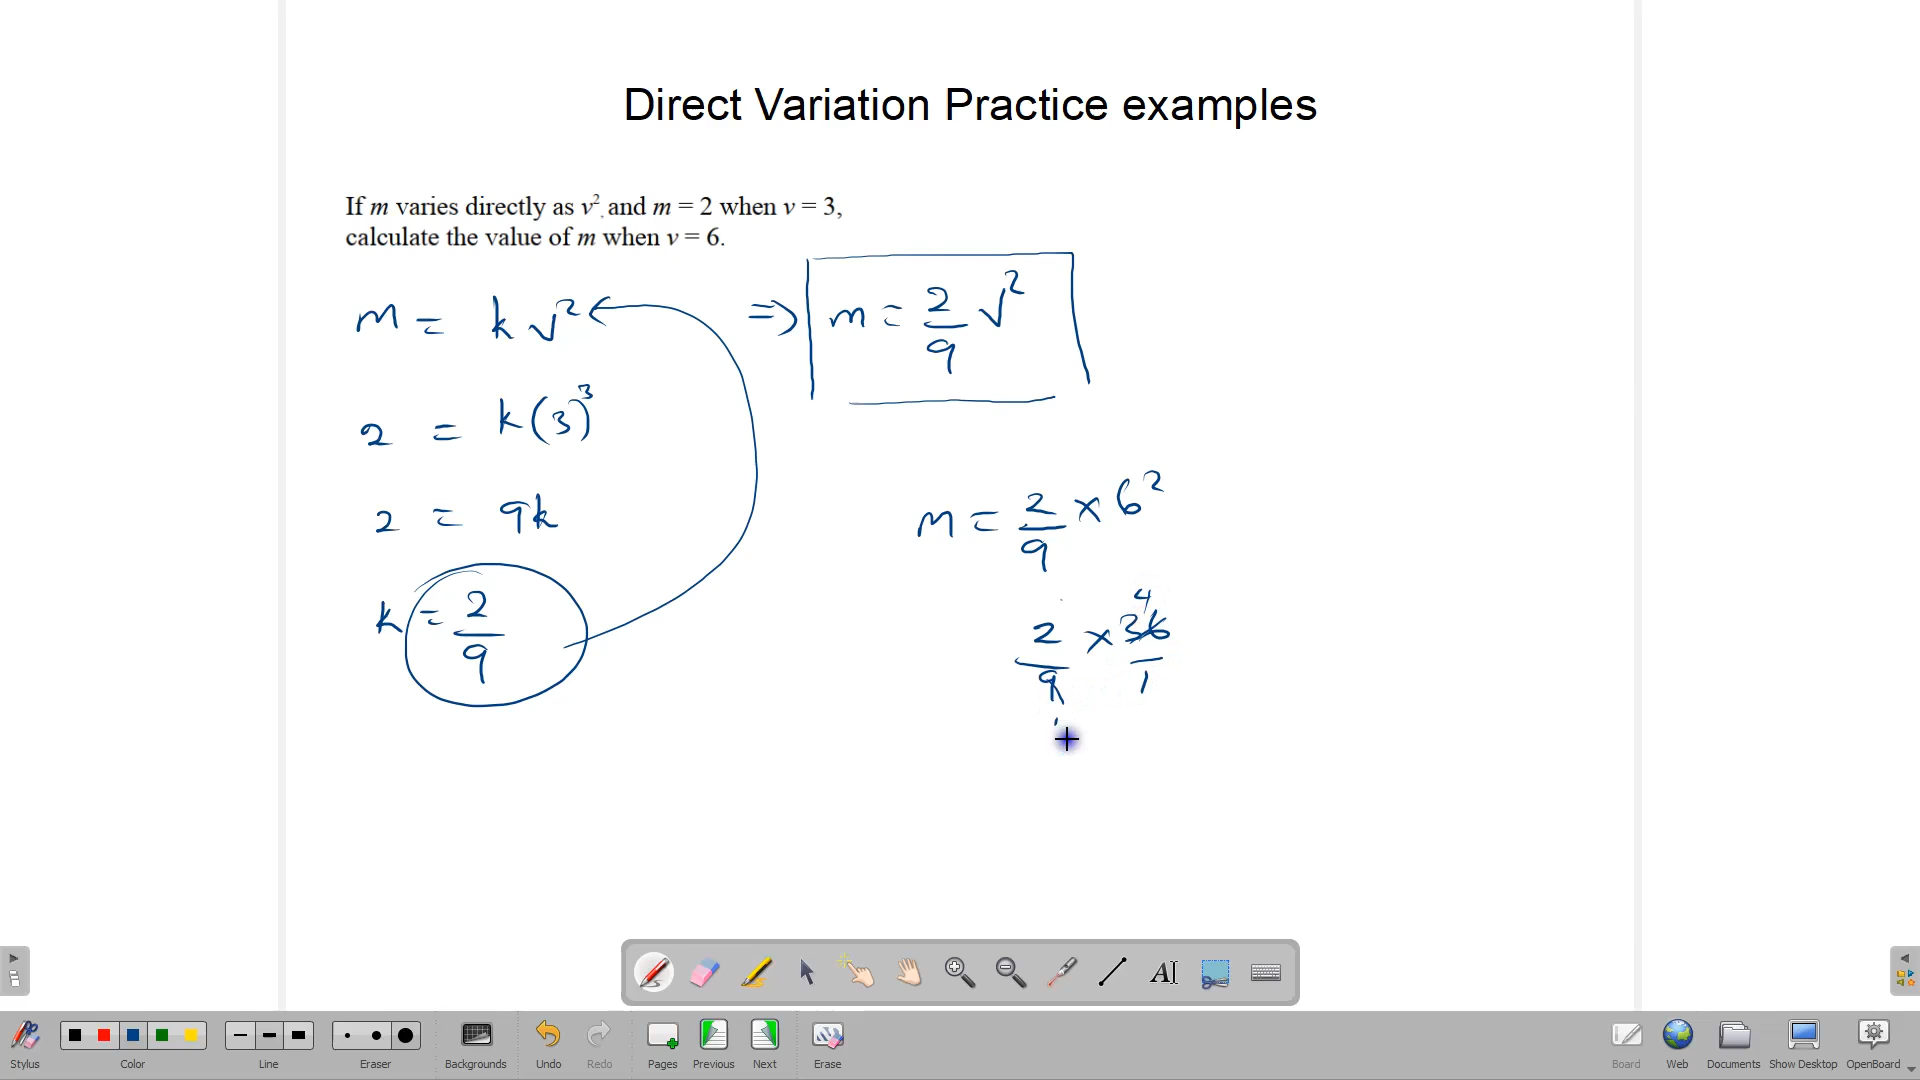 Direct Variation Practice examples
If m varies directly as v², and m = 2 when v = 3,
calculate the value of m when v = 6.
m = k v²
2 = k(3)³
2 = 9k
k = 2/9
=> m = 2/9 v²
m = 2/9 × 6²
4
2/9 × 36/1
1
Stylus
Color
Line
Eraser
Backgrounds
Undo
Redo
Pages
Previous
Next
Erase
Board
Web
Documents
Show Desktop
OpenBoard